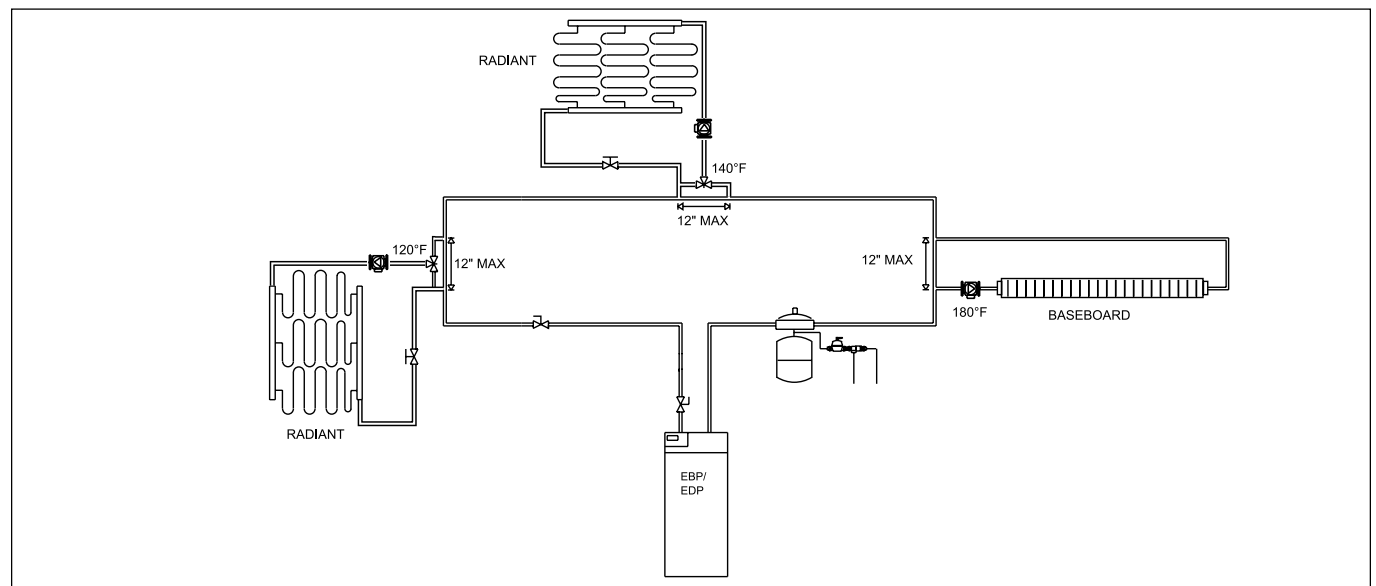 RADIANT
140°F
12" MAX
120°F
12" MAX
12" MAX
180°F
BASEBOARD
RADIANT
EBP/
EDP